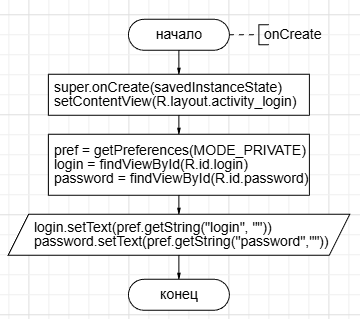 начало
onCreate
super.onCreate(savedInstanceState)
setContentView(R.layout.activity_login)
pref = getPreferences(MODE_PRIVATE)
login = findViewById(R.id.login)
password = findViewById(R.id.password)
login.setText(pref.getString("login", ""))
password.setText(pref.getString("password",""))
конец